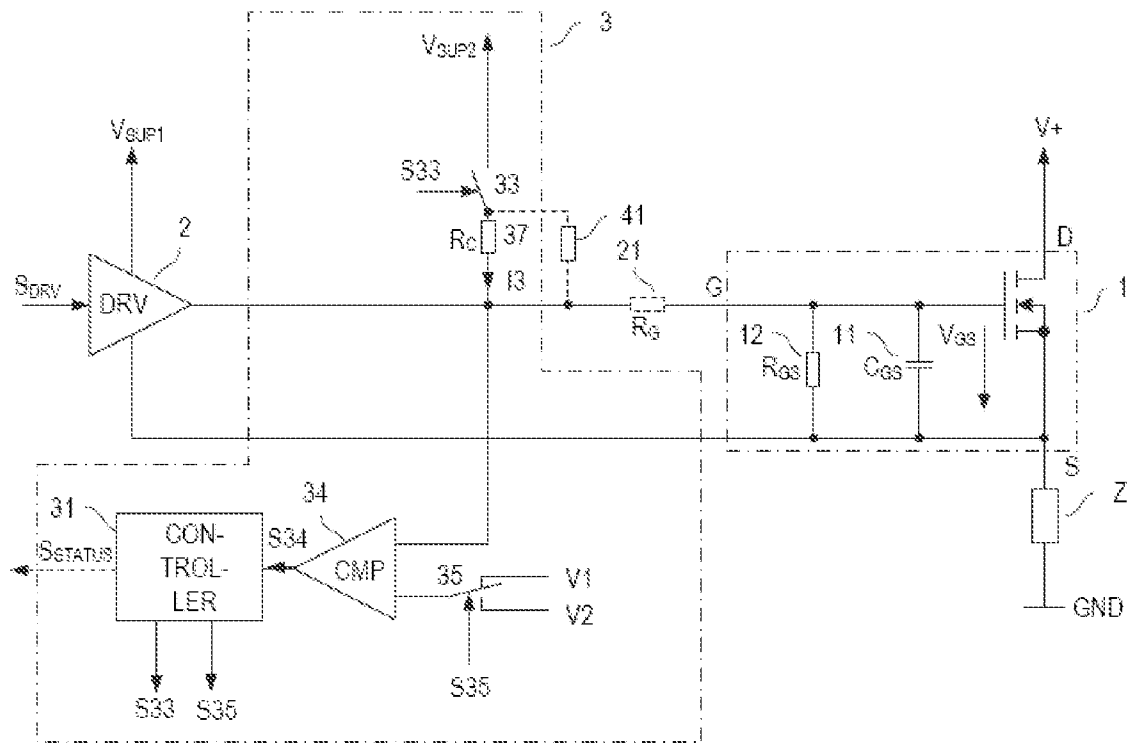 3
VSUP2
VSUP1
V+
S33
33
41
2
RC
37
21
D
SDRV
DRV
I3
G
1
RG
12
11
VGS
RGS
CGS
S
34
Z
31
CON-
TROL-
LER
SSTATUS
S34
CMP
35
V1
V2
GND
S33
S35
S35